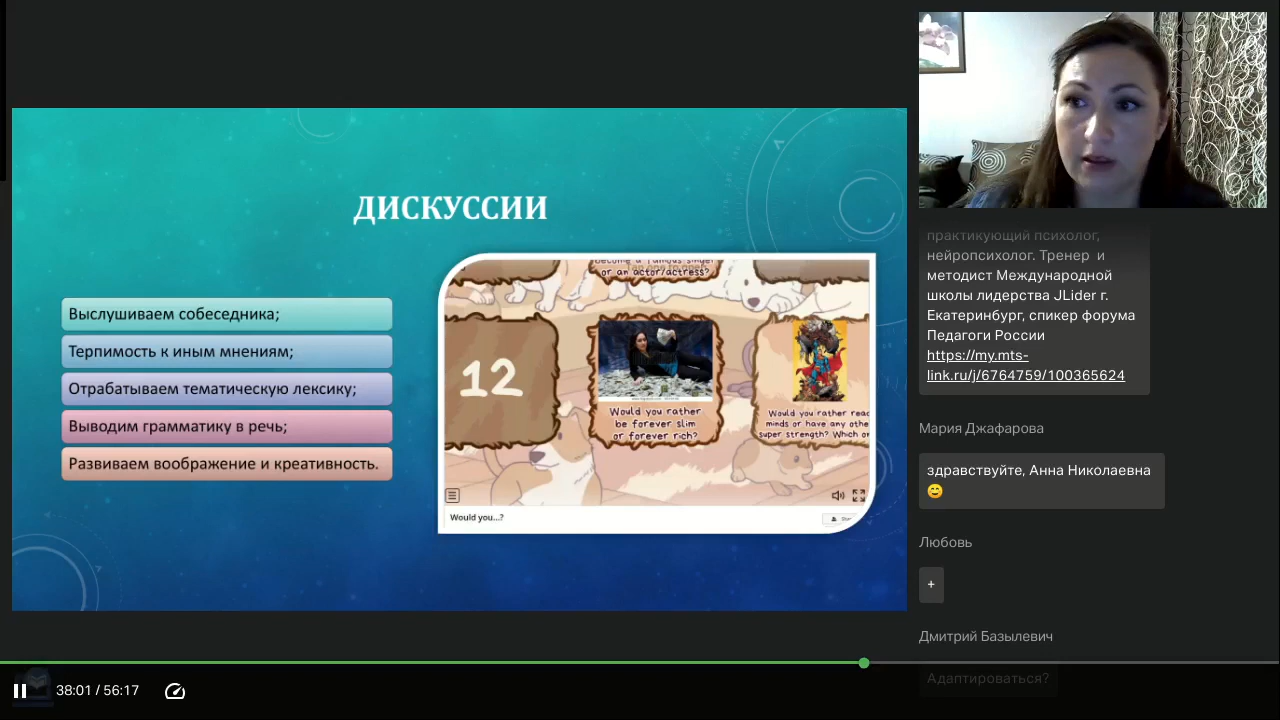 ДИСКУССИИ
Выслушиваем собеседника;
Терпимость к иным мнениям;
Отрабатываем тематическую лексику;
Выводим грамматику в речь;
Развиваем воображение и креативность.
become a famous singer
or an actor/actress?
12
Would you rather
be forever slim
or forever rich?
Would you rather read
minds or have any othe
super strength? Which or
Would you...?
практикующий психолог,
нейропсихолог. Тренер и
методист Международной
школы лидерства JLider г.
Екатеринбург, спикер форума
Педагоги России
https://my.mts-
link.ru/j/6764759/100365624
Мария Джафарова
здравствуйте, Анна Николаевна
😊
Любовь
+
Дмитрий Базылевич
Адаптироваться?
38:01 / 56:17